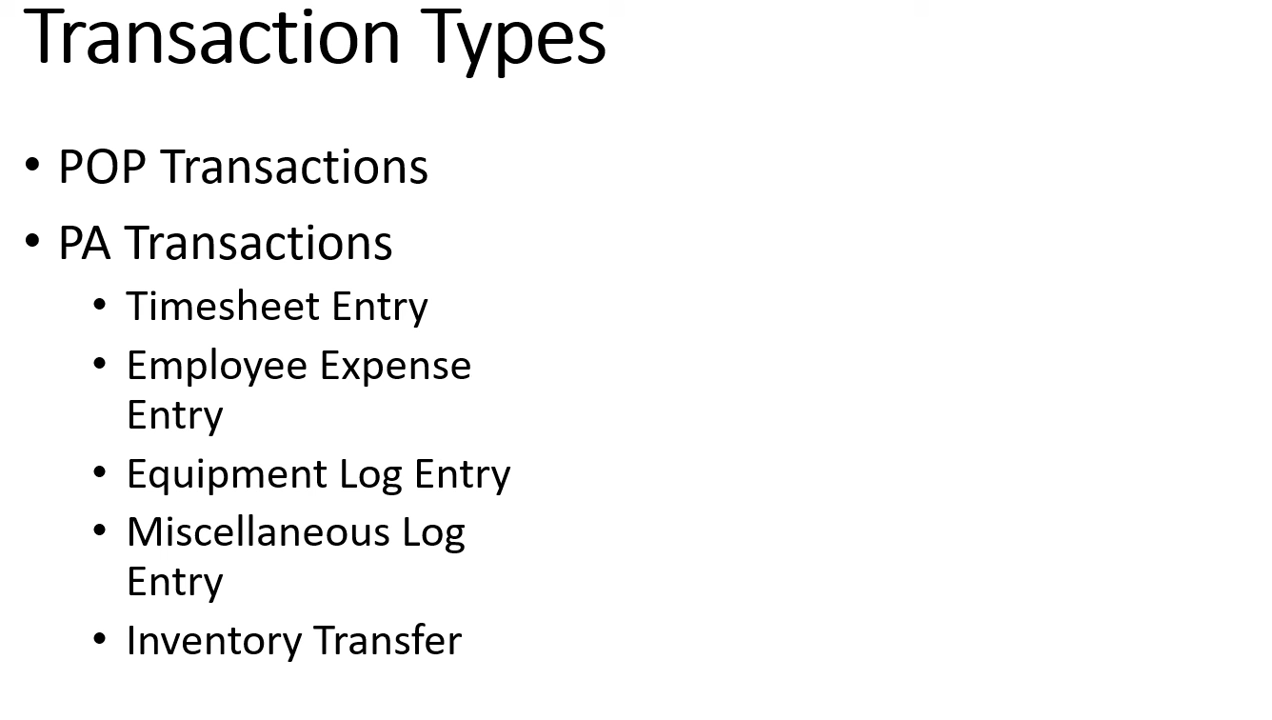 Transaction Types
• POP Transactions
• PA Transactions
• Timesheet Entry
• Employee Expense
Entry
• Equipment Log Entry
• Miscellaneous Log
Entry
• Inventory Transfer